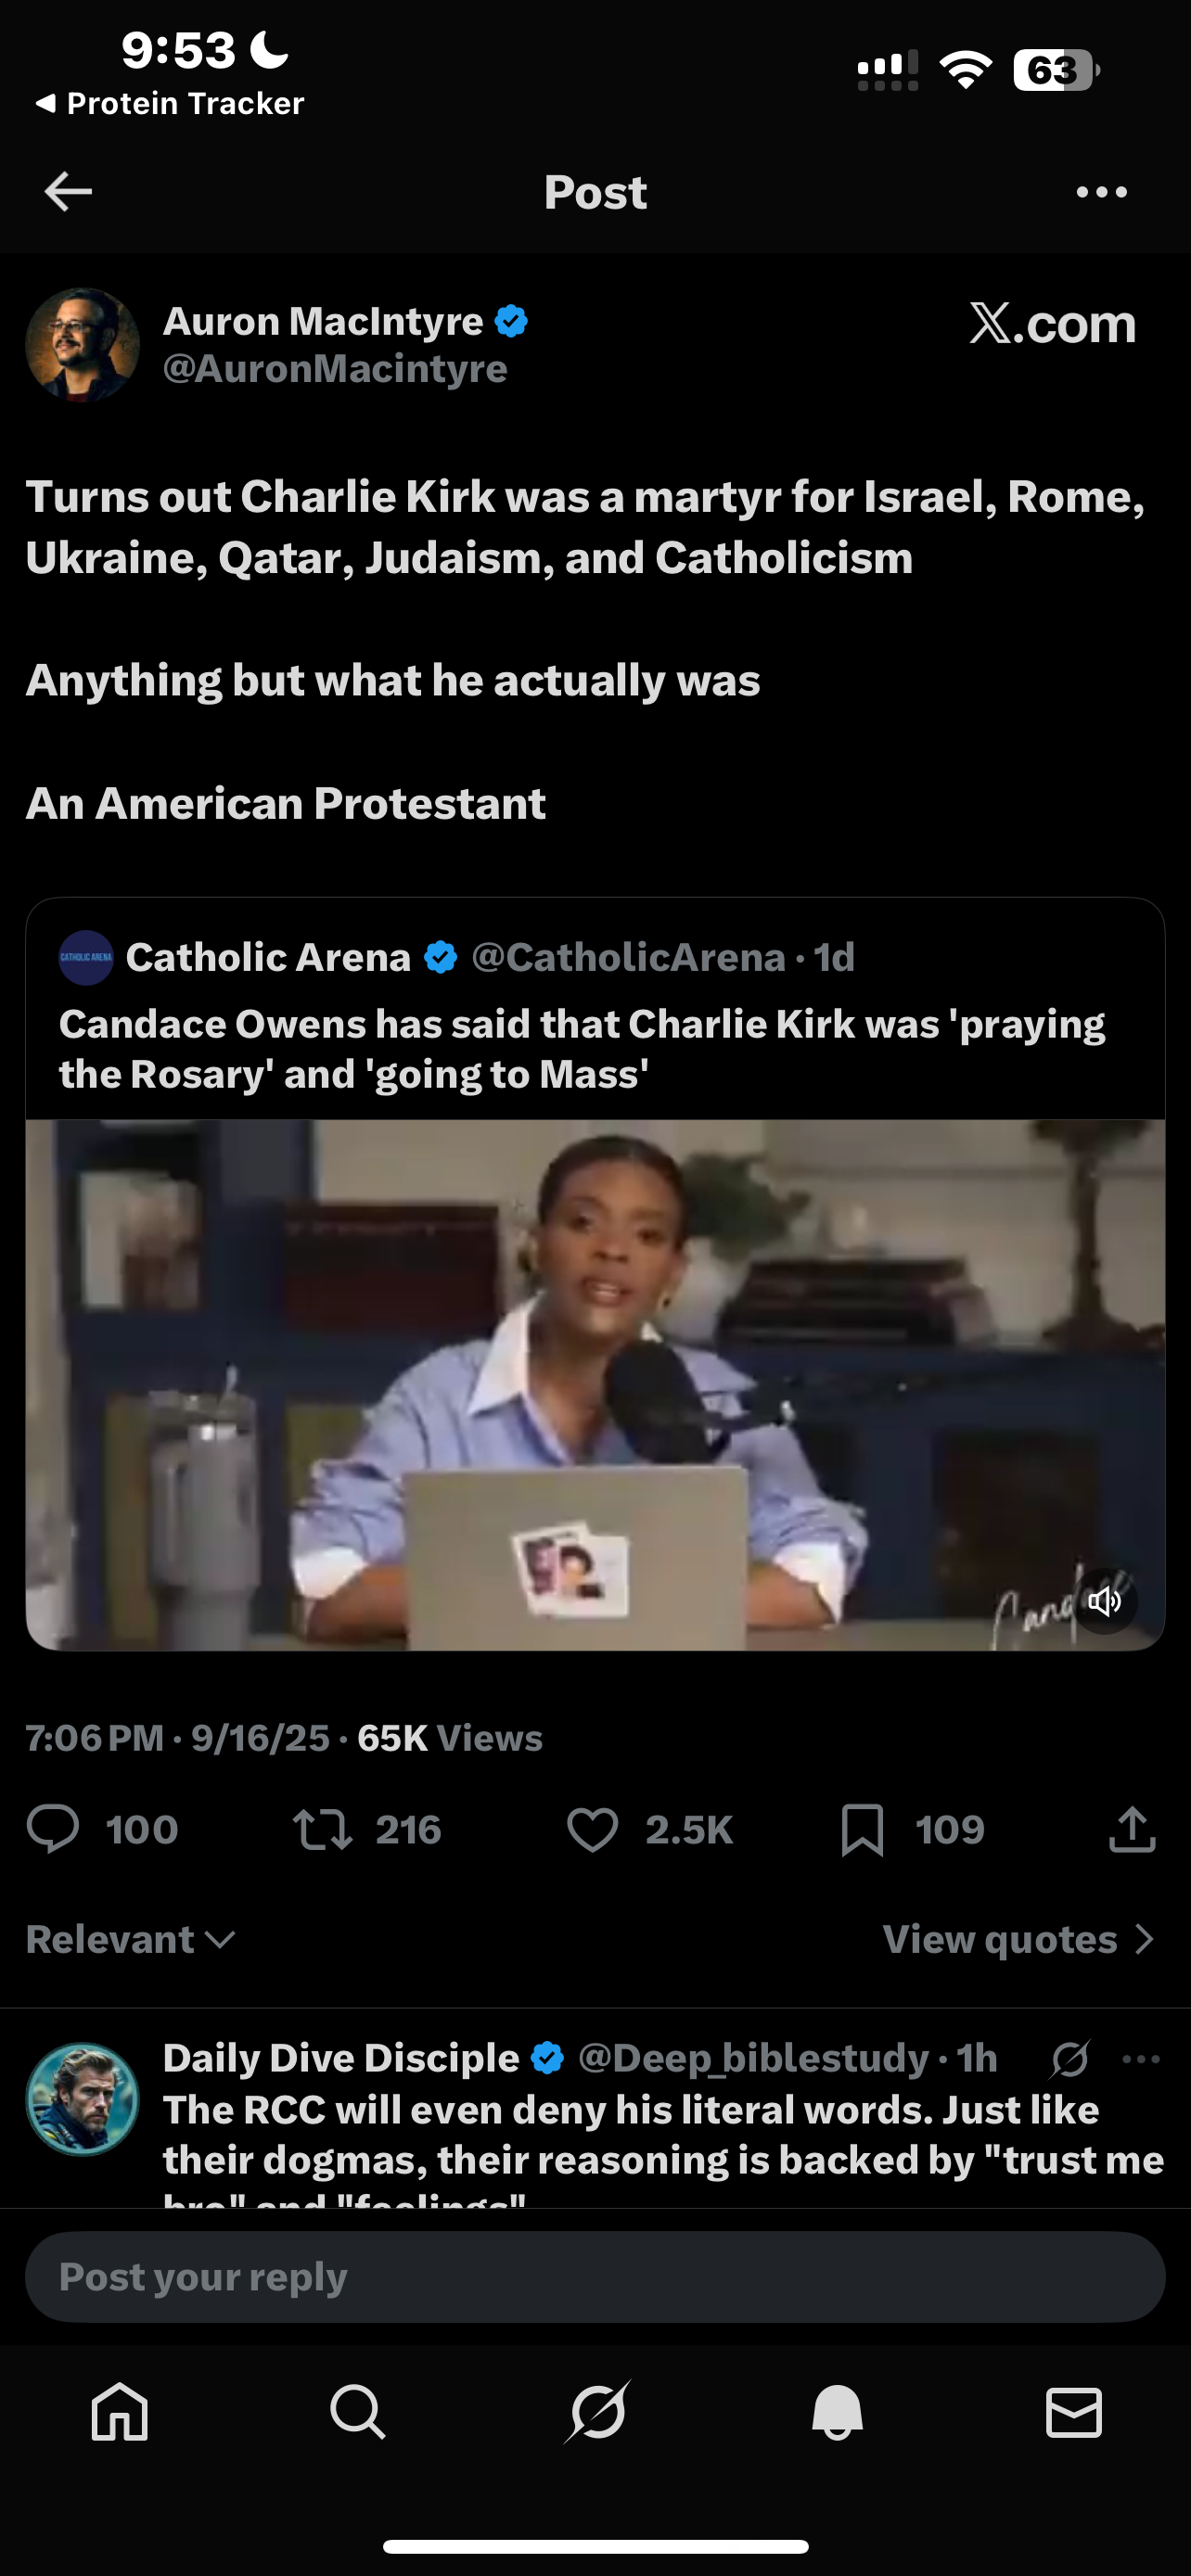 9:53
Protein Tracker
63
Post
Auron MacIntyre
@AuronMacintyre
X.com
Turns out Charlie Kirk was a martyr for Israel, Rome,
Ukraine, Qatar, Judaism, and Catholicism
Anything but what he actually was
An American Protestant
CATHOLIC ARENA
Catholic Arena @CatholicArena · 1d
Candace Owens has said that Charlie Kirk was 'praying
the Rosary' and 'going to Mass'
Candace
7:06 PM · 9/16/25 · 65K Views
100 216 2.5K 109
Relevant View quotes
Daily Dive Disciple @Deep_biblestudy · 1h
The RCC will even deny his literal words. Just like
their dogmas, their reasoning is backed by "trust me
bro" and "feelings"
Post your reply